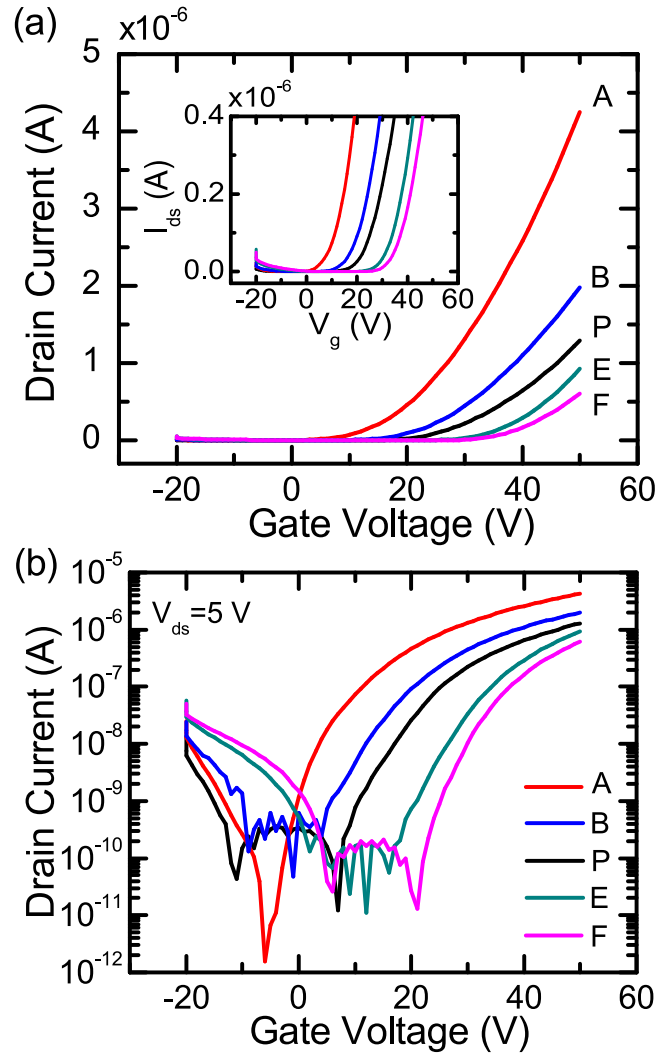 (a)
x10⁻⁶
5
4
3
2
1
0
Drain Current (A)
-20 0 20 40 60
Gate Voltage (V)
A
B
P
E
F
x10⁻⁶
0.4
0.2
0.0
I_ds (A)
-20 0 20 40 60
V_g (V)
(b)
10⁻⁵
10⁻⁶
10⁻⁷
10⁻⁸
10⁻⁹
10⁻¹⁰
10⁻¹¹
10⁻¹²
Drain Current (A)
V_ds=5 V
A
B
P
E
F
-20 0 20 40 60
Gate Voltage (V)